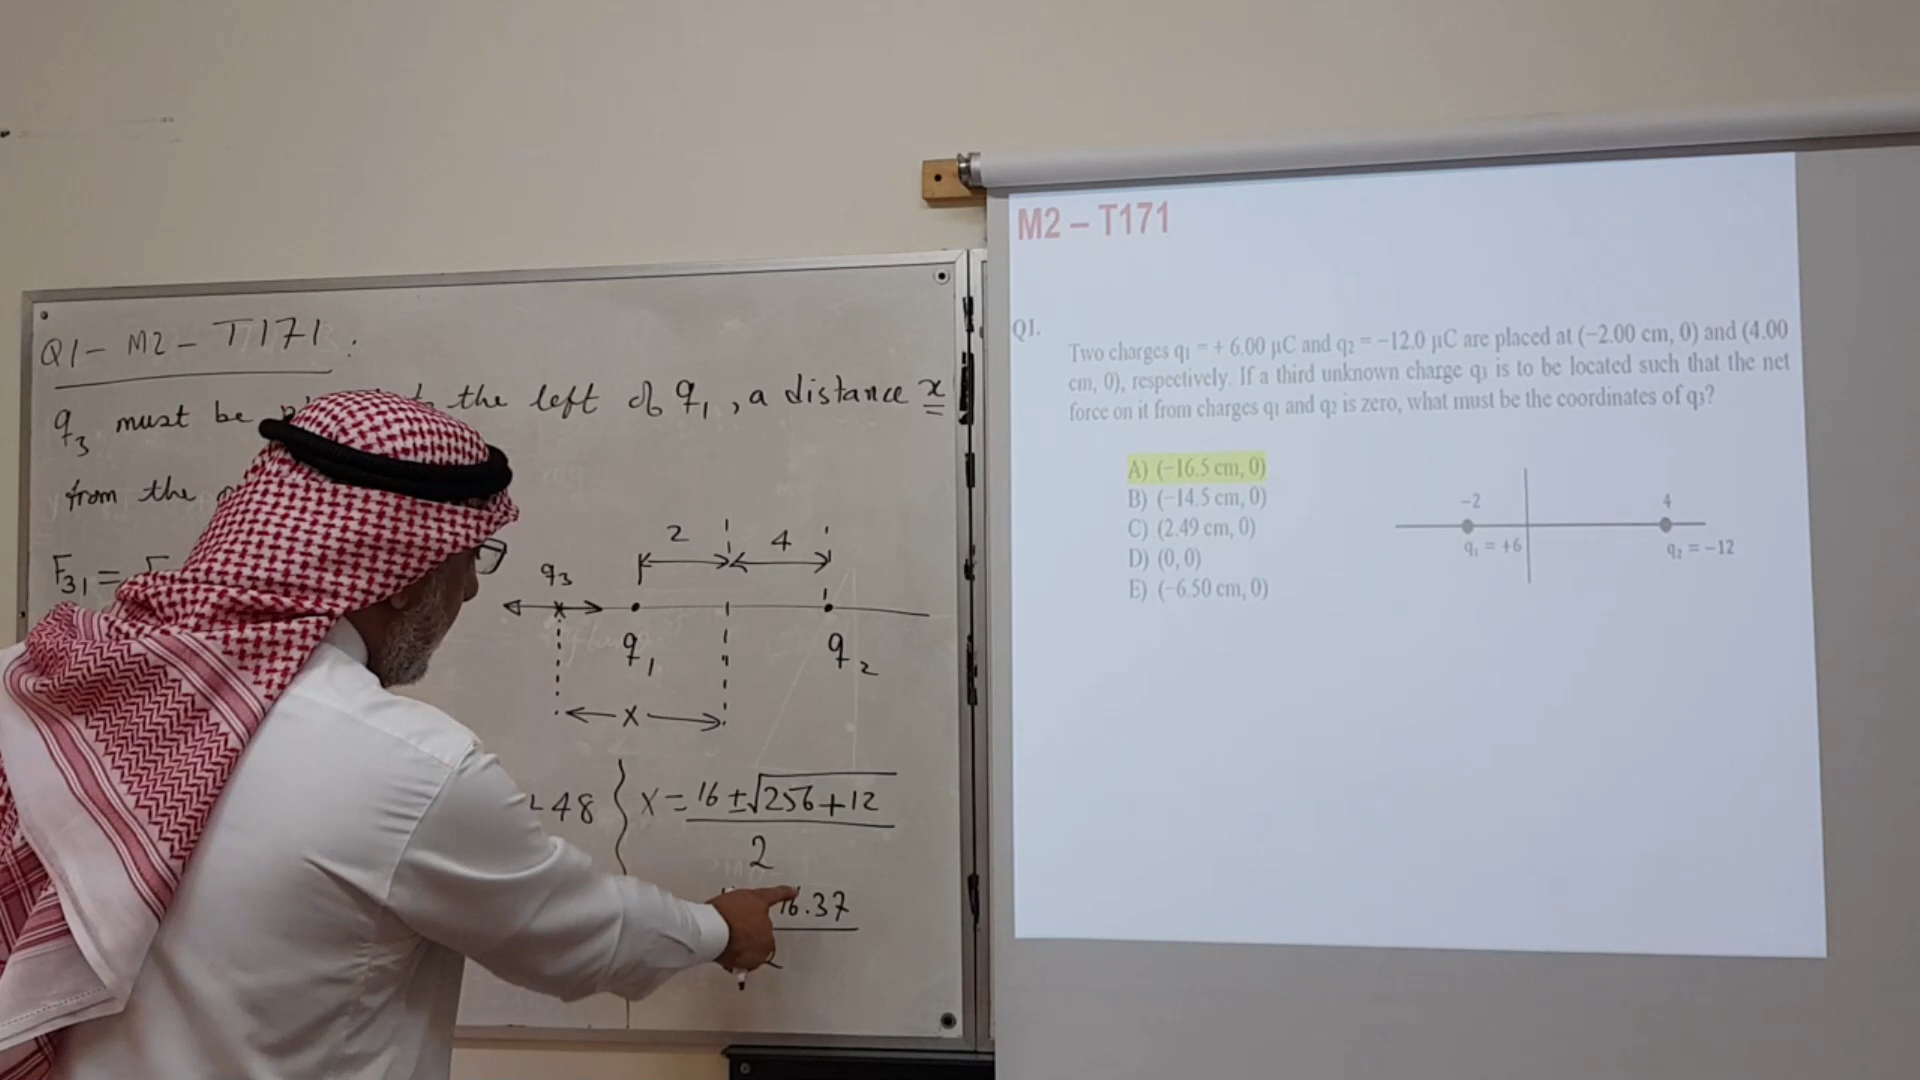 Q1 - M2 - T171.
q3 must be the left of q1, a distance x
from the
F31 =
2 4
q3
q1 q2
x
48
x = 16 ± √256+12
2
16.37
M2 – T171
Q1.
Two charges q1 = + 6.00 µC and q2 = −12.0 µC are placed at (−2.00 cm, 0) and (4.00
cm, 0), respectively. If a third unknown charge q3 is to be located such that the net
force on it from charges q1 and q2 is zero, what must be the coordinates of q3?
A) (−16.5 cm, 0)
B) (−14.5 cm, 0)
C) (2.49 cm, 0)
D) (0, 0)
E) (−6.50 cm, 0)
−2 4
q1 = +6 q2 = −12